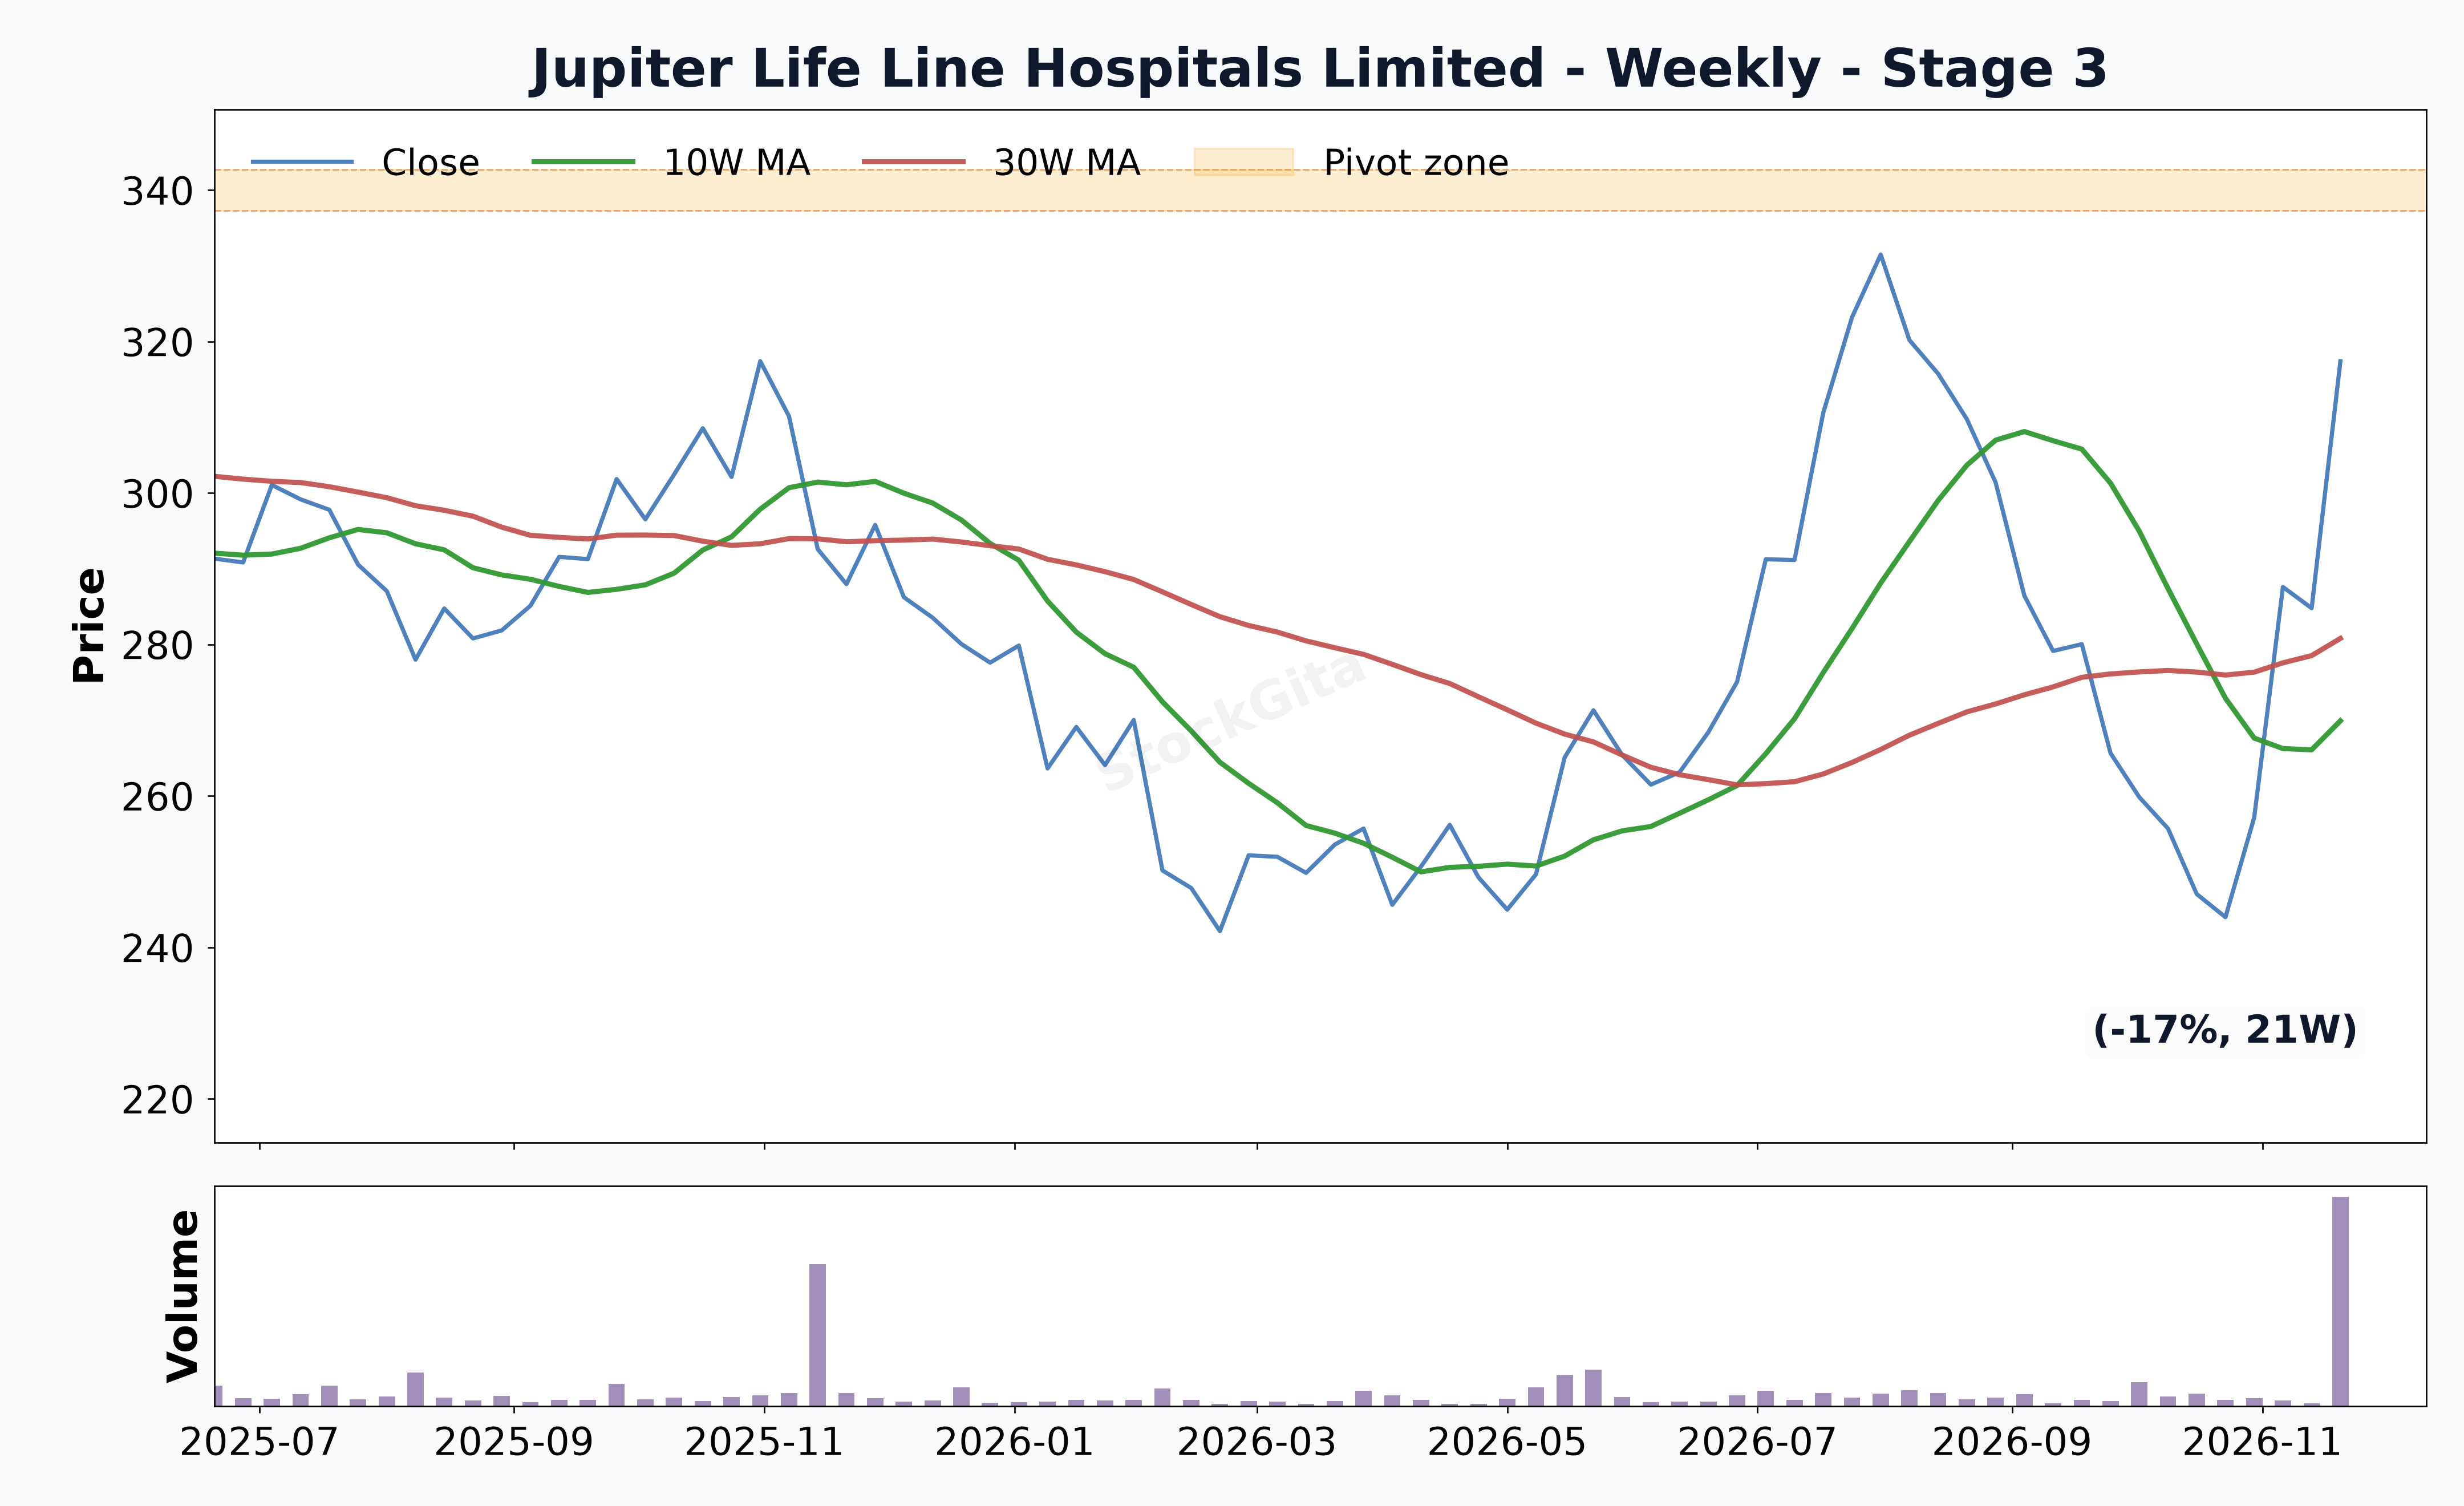 Jupiter Life Line Hospitals Limited - Weekly - Stage 3
Close 10W MA 30W MA Pivot zone
Price
340
320
300
280
260
240
220
StockGita
(-17%, 21W)
Volume
2025-07 2025-09 2025-11 2026-01 2026-03 2026-05 2026-07 2026-09 2026-11